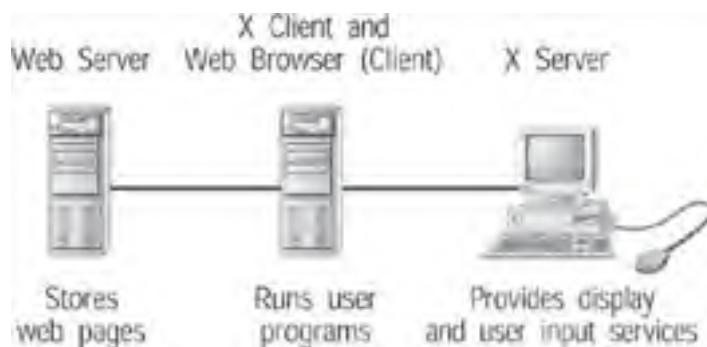 X Client and
Web Server
Web Browser (Client)
X Server
Stores
web pages
Runs user
programs
Provides display
and user input services